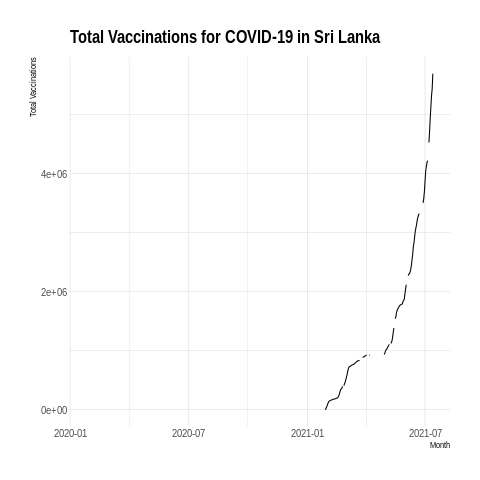 Total Vaccinations for COVID-19 in Sri Lanka
Total Vaccinations
4e+06
2e+06
0e+00
2020-01
2020-07
2021-01
2021-07
Month